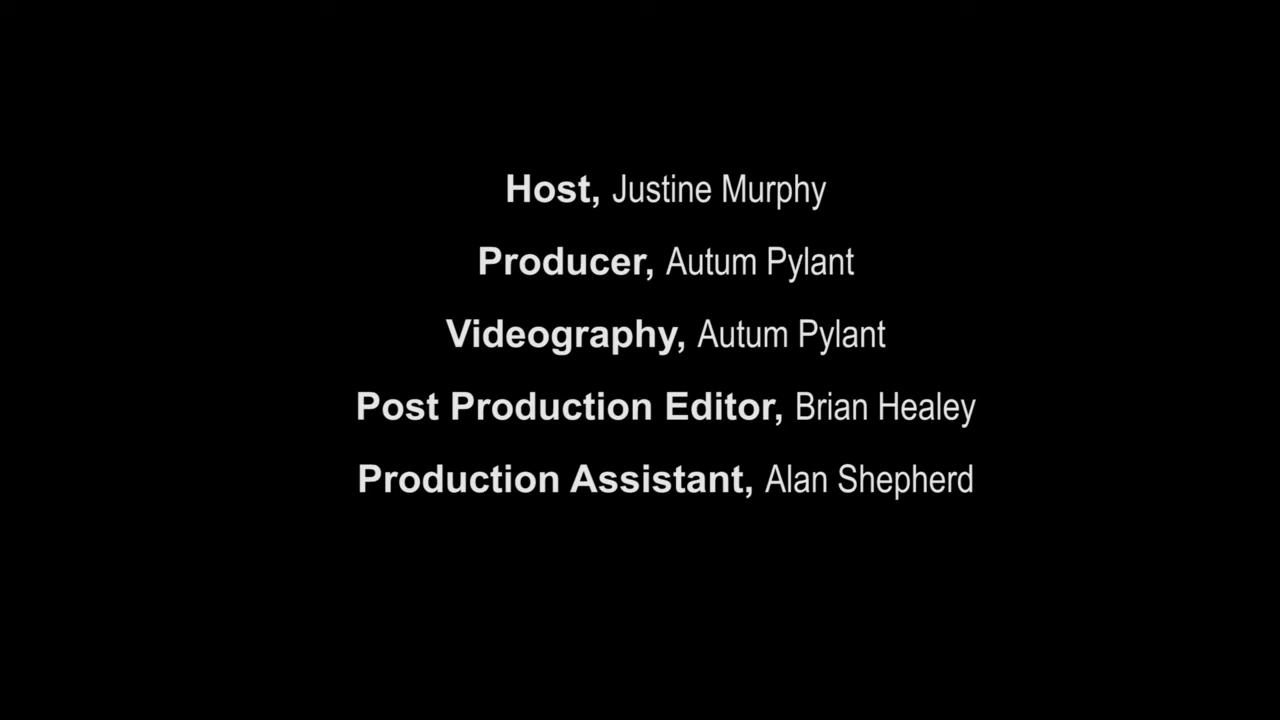 Host, Justine Murphy
Producer, Autum Pylant
Videography, Autum Pylant
Post Production Editor, Brian Healey
Production Assistant, Alan Shepherd